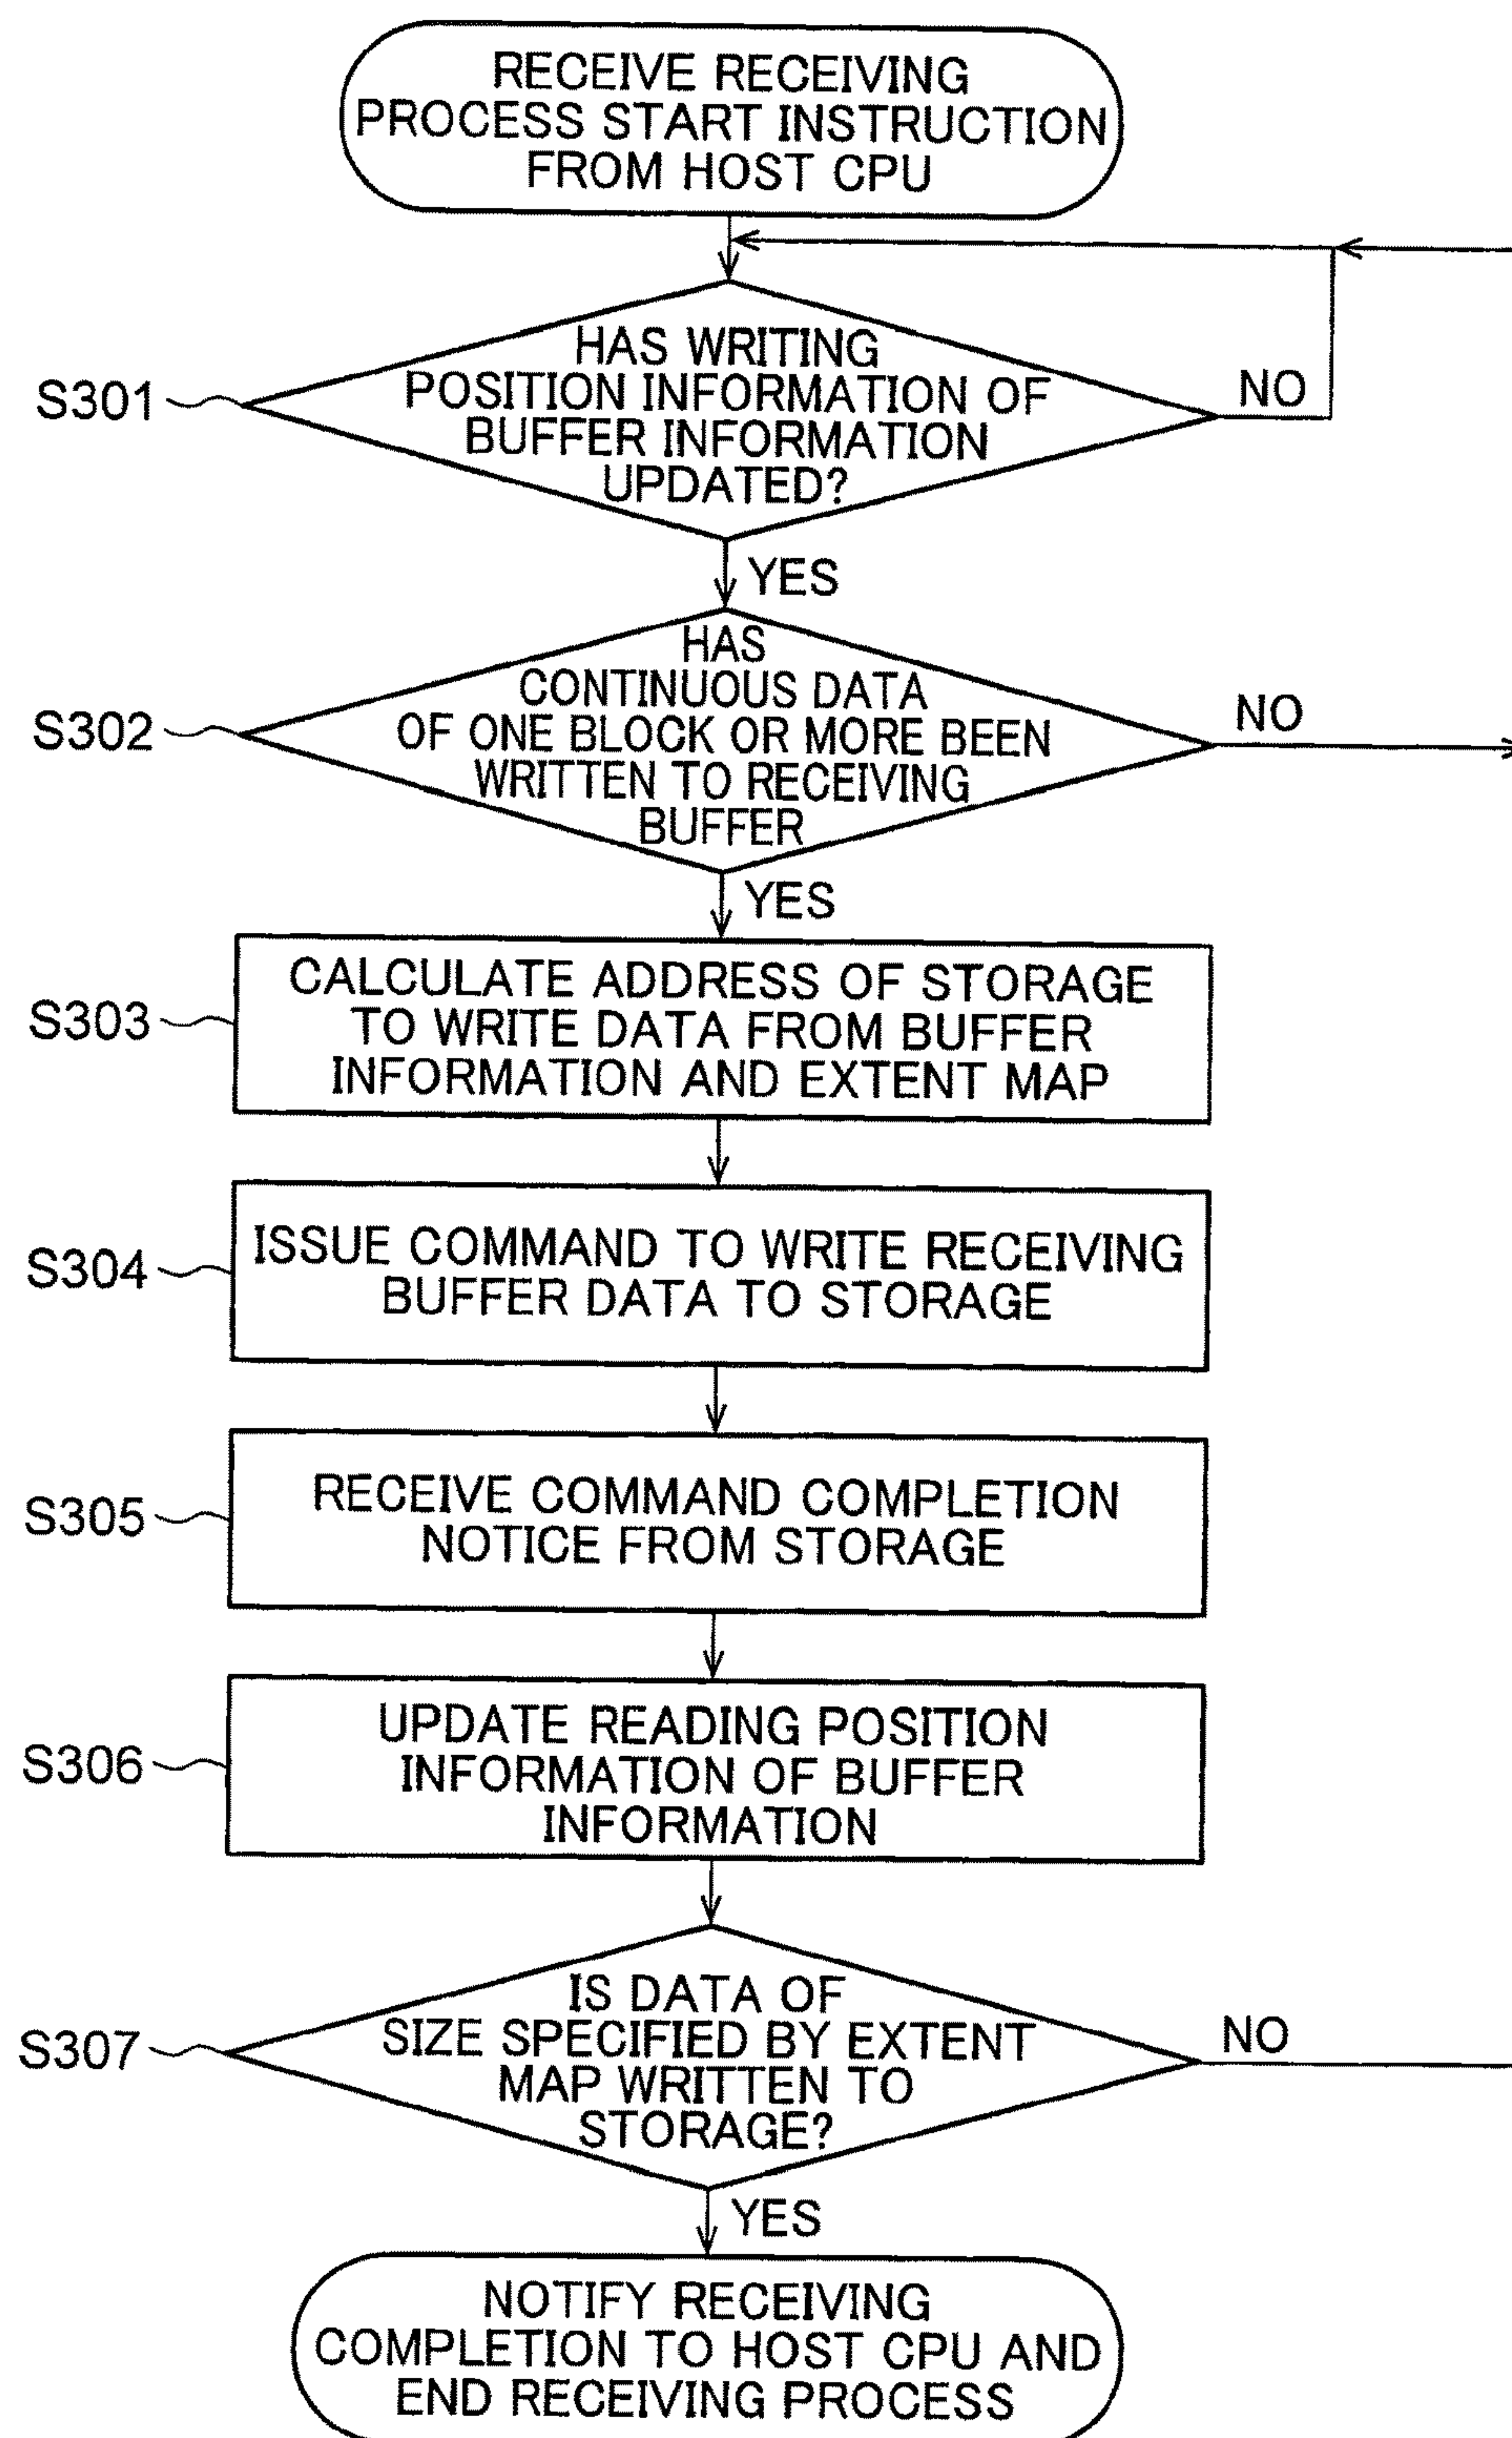 RECEIVE RECEIVING
PROCESS START INSTRUCTION
FROM HOST CPU
S301
HAS WRITING
POSITION INFORMATION OF
BUFFER INFORMATION
UPDATED?
NO
YES
S302
HAS
CONTINUOUS DATA
OF ONE BLOCK OR MORE BEEN
WRITTEN TO RECEIVING
BUFFER
NO
YES
S303
CALCULATE ADDRESS OF STORAGE
TO WRITE DATA FROM BUFFER
INFORMATION AND EXTENT MAP
S304
ISSUE COMMAND TO WRITE RECEIVING
BUFFER DATA TO STORAGE
S305
RECEIVE COMMAND COMPLETION
NOTICE FROM STORAGE
S306
UPDATE READING POSITION
INFORMATION OF BUFFER
INFORMATION
S307
IS DATA OF
SIZE SPECIFIED BY EXTENT
MAP WRITTEN TO
STORAGE?
NO
YES
NOTIFY RECEIVING
COMPLETION TO HOST CPU AND
END RECEIVING PROCESS